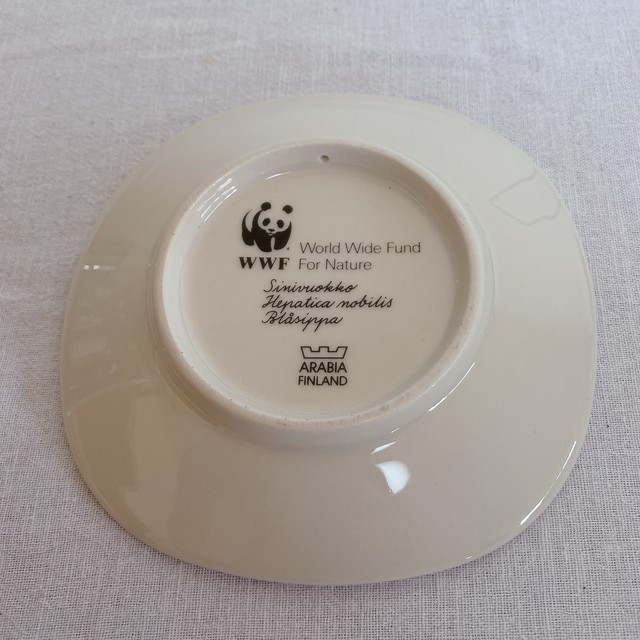 WWF
World Wide Fund
For Nature
Sinivuokko
Hepatica nobilis
Blåsippa
ARABIA
FINLAND